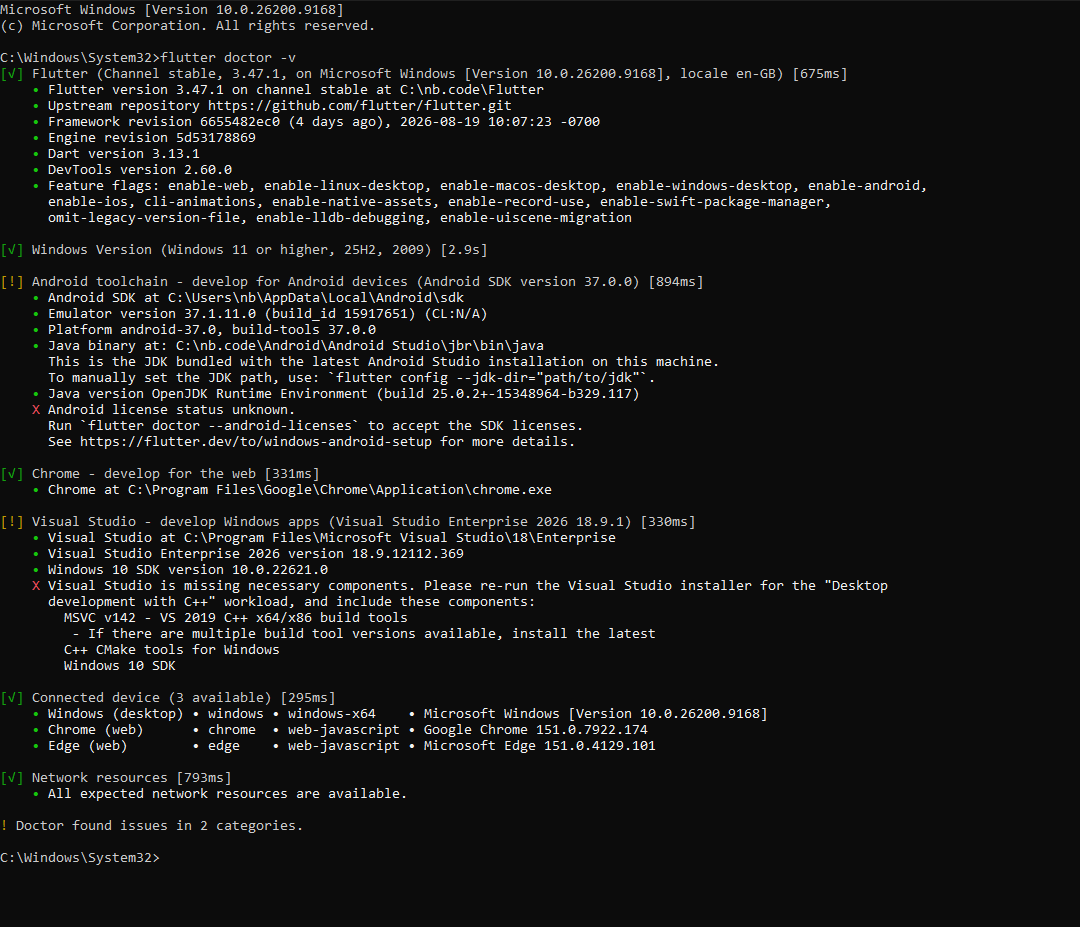 Microsoft Windows [Version 10.0.26200.9168]
(c) Microsoft Corporation. All rights reserved.

C:\Windows\System32>flutter doctor -v
[√] Flutter (Channel stable, 3.47.1, on Microsoft Windows [Version 10.0.26200.9168], locale en-GB) [675ms]
    • Flutter version 3.47.1 on channel stable at C:\nb.code\Flutter
    • Upstream repository https://github.com/flutter/flutter.git
    • Framework revision 6655482ec0 (4 days ago), 2026-08-19 10:07:23 -0700
    • Engine revision 5d53178869
    • Dart version 3.13.1
    • DevTools version 2.60.0
    • Feature flags: enable-web, enable-linux-desktop, enable-macos-desktop, enable-windows-desktop, enable-android,
      enable-ios, cli-animations, enable-native-assets, enable-record-use, enable-swift-package-manager,
      omit-legacy-version-file, enable-lldb-debugging, enable-uiscene-migration

[√] Windows Version (Windows 11 or higher, 25H2, 2009) [2.9s]

[!] Android toolchain - develop for Android devices (Android SDK version 37.0.0) [894ms]
    • Android SDK at C:\Users\nb\AppData\Local\Android\sdk
    • Emulator version 37.1.11.0 (build_id 15917651) (CL:N/A)
    • Platform android-37.0, build-tools 37.0.0
    • Java binary at: C:\nb.code\Android\Android Studio\jbr\bin\java
      This is the JDK bundled with the latest Android Studio installation on this machine.
      To manually set the JDK path, use: `flutter config --jdk-dir="path/to/jdk"`.
    • Java version OpenJDK Runtime Environment (build 25.0.2+-15348964-b329.117)
    X Android license status unknown.
      Run `flutter doctor --android-licenses` to accept the SDK licenses.
      See https://flutter.dev/to/windows-android-setup for more details.

[√] Chrome - develop for the web [331ms]
    • Chrome at C:\Program Files\Google\Chrome\Application\chrome.exe

[!] Visual Studio - develop Windows apps (Visual Studio Enterprise 2026 18.9.1) [330ms]
    • Visual Studio at C:\Program Files\Microsoft Visual Studio\18\Enterprise
    • Visual Studio Enterprise 2026 version 18.9.12112.369
    • Windows 10 SDK version 10.0.22621.0
    X Visual Studio is missing necessary components. Please re-run the Visual Studio installer for the "Desktop
      development with C++" workload, and include these components:
        MSVC v142 - VS 2019 C++ x64/x86 build tools
         - If there are multiple build tool versions available, install the latest
        C++ CMake tools for Windows
        Windows 10 SDK

[√] Connected device (3 available) [295ms]
    • Windows (desktop) • windows • windows-x64    • Microsoft Windows [Version 10.0.26200.9168]
    • Chrome (web)      • chrome  • web-javascript • Google Chrome 151.0.7922.174
    • Edge (web)        • edge    • web-javascript • Microsoft Edge 151.0.4129.101

[√] Network resources [793ms]
    • All expected network resources are available.

! Doctor found issues in 2 categories.

C:\Windows\System32>